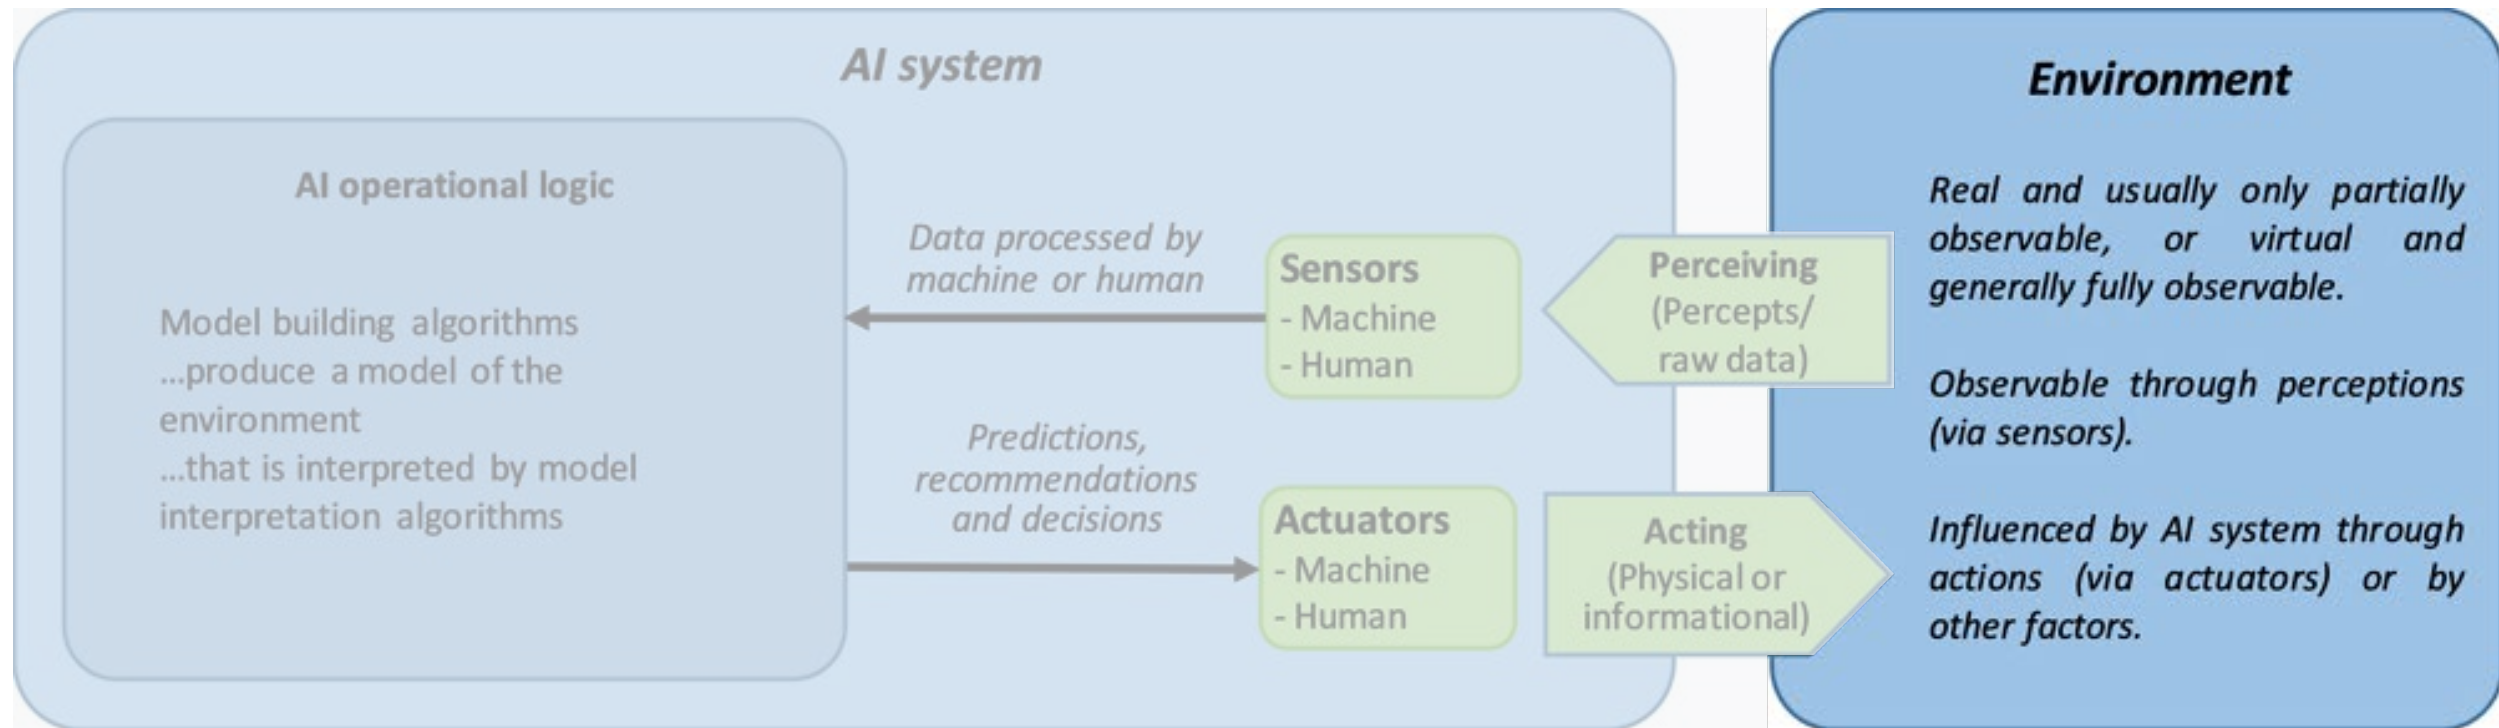 AI system
AI operational logic
Model building algorithms
...produce a model of the
environment
...that is interpreted by model
interpretation algorithms
Data processed by
machine or human
Predictions,
recommendations
and decisions
Sensors
- Machine
- Human
Actuators
- Machine
- Human
Perceiving
(Percepts/
raw data)
Acting
(Physical or
informational)
Environment
Real and usually only partially
observable, or virtual and
generally fully observable.
Observable through perceptions
(via sensors).
Influenced by AI system through
actions (via actuators) or by
other factors.